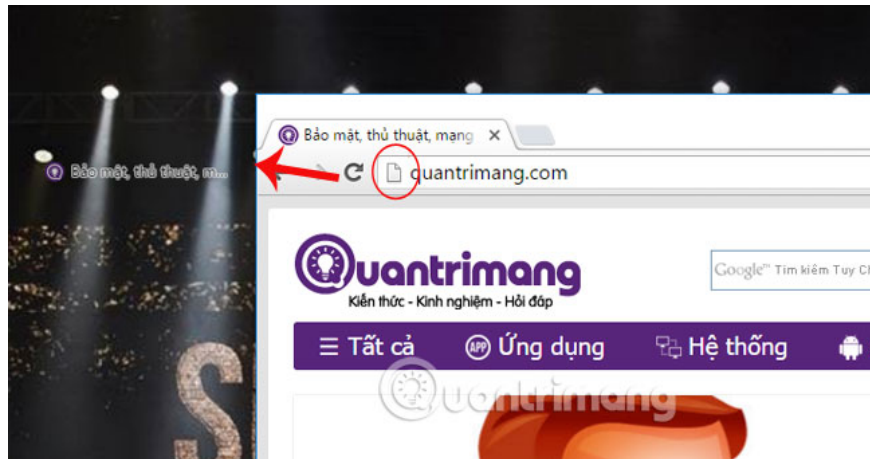 Bảo mật, thủ thuật, mạng
Bảo mật, thủ thuật, m...
quantrimang.com
Quantrimang
Kiến thức - Kinh nghiệm - Hỏi đáp
Google™ Tìm kiếm Tùy Ch
Tất cả
APP Ứng dụng
Hệ thống
Quantrimang
S